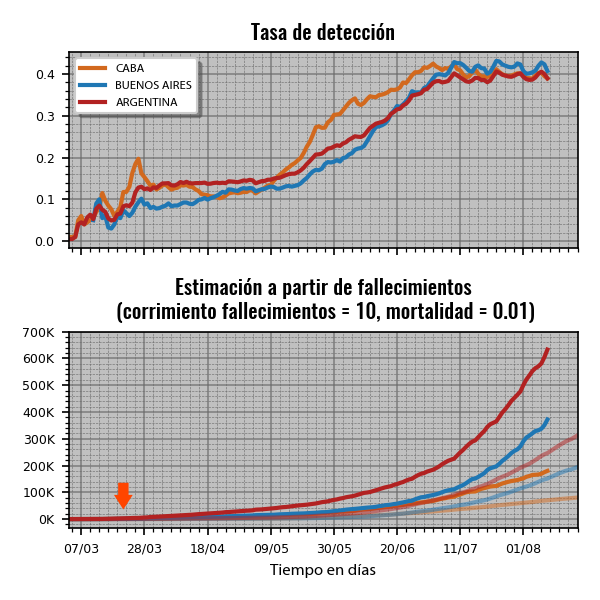 Tasa de detección
CABA
BUENOS AIRES
ARGENTINA
0.4
0.3
0.2
0.1
0.0
Estimación a partir de fallecimientos
(corrimiento fallecimientos = 10, mortalidad = 0.01)
700K
600K
500K
400K
300K
200K
100K
0K
07/03 28/03 18/04 09/05 30/05 20/06 11/07 01/08
Tiempo en días